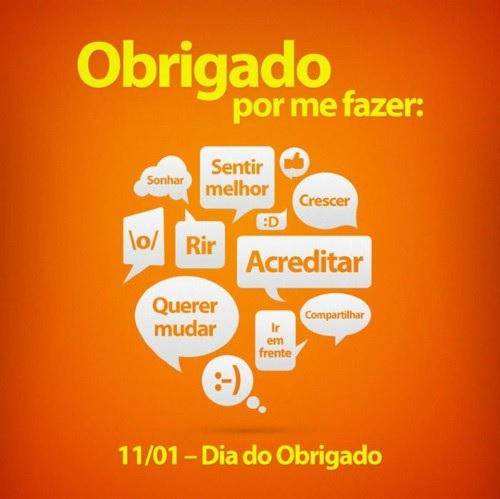 Obrigado
por me fazer:
Sonhar
Sentir
melhor
Crescer
:D
\o/
Rir
Acreditar
Querer
mudar
Ir
em
frente
Compartilhar
:-)
11/01 – Dia do Obrigado